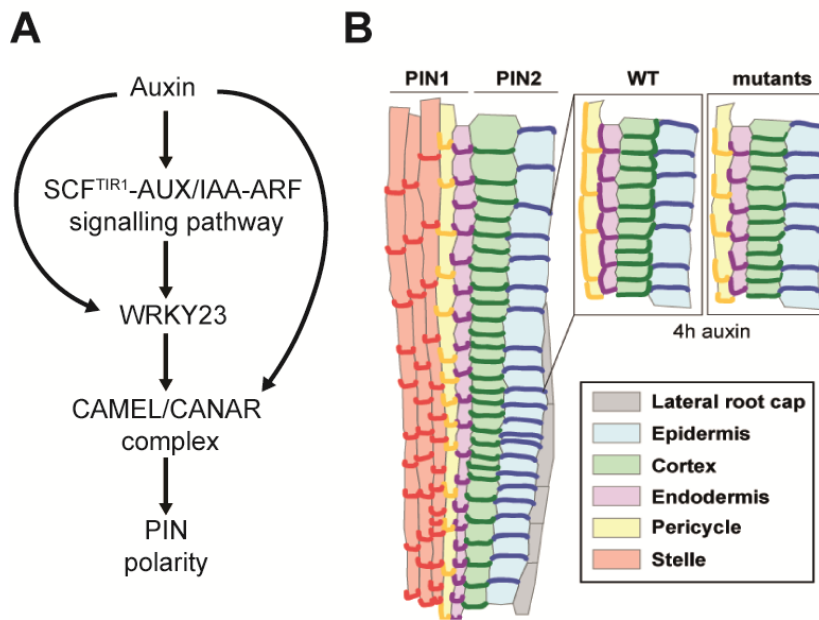 A
Auxin
SCFTIR1-AUX/IAA-ARF
signalling pathway
WRKY23
CAMEL/CANAR
complex
PIN
polarity
B
PIN1 PIN2 WT mutants
4h auxin
Lateral root cap
Epidermis
Cortex
Endodermis
Pericycle
Stelle